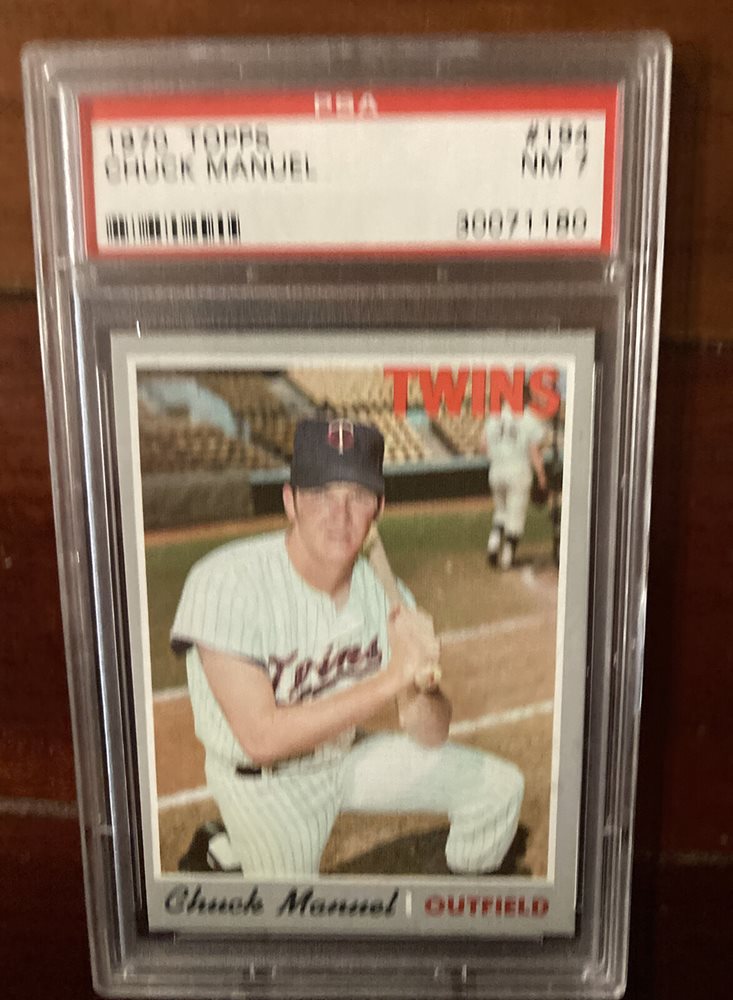 PSA
1970 TOPPS #194
CHUCK MANUEL NM 7
30071180
TWINS
Twins
Chuck Manuel OUTFIELD